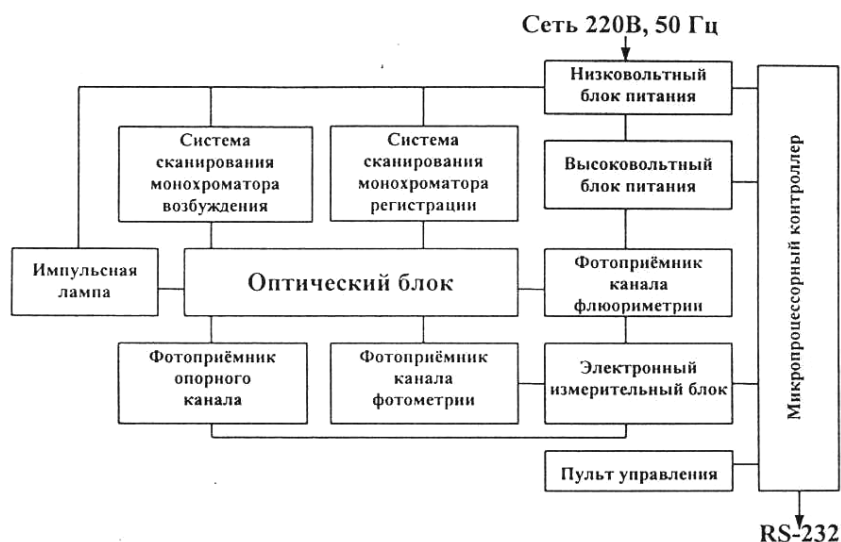 Сеть 220В, 50 Гц
Низковольтный
блок питания
Система
сканирования
монохроматора
возбуждения
Система
сканирования
монохроматора
регистрации
Высоковольтный
блок питания
Микропроцессорный контроллер
Импульсная
лампа
Оптический блок
Фотоприёмник
канала
флюориметрии
Фотоприёмник
опорного
канала
Фотоприёмник
канала
фотометрии
Электронный
измерительный блок
Пульт управления
RS-232